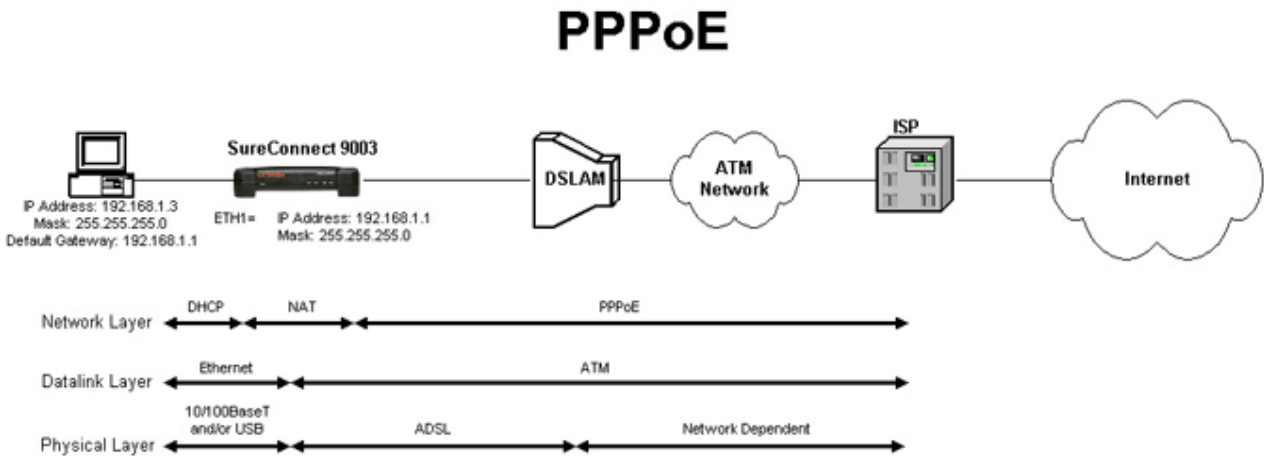 PPPoE
SureConnect 9003
ISP
DSLAM
ATM
Network
Internet
IP Address: 192.168.1.3
Mask: 255.255.255.0
Default Gateway: 192.168.1.1
ETH1=
IP Address: 192.168.1.1
Mask: 255.255.255.0
Network Layer
DHCP
NAT
PPPoE
Datalink Layer
Ethernet
ATM
Physical Layer
10/100BaseT
and/or USB
ADSL
Network Dependent